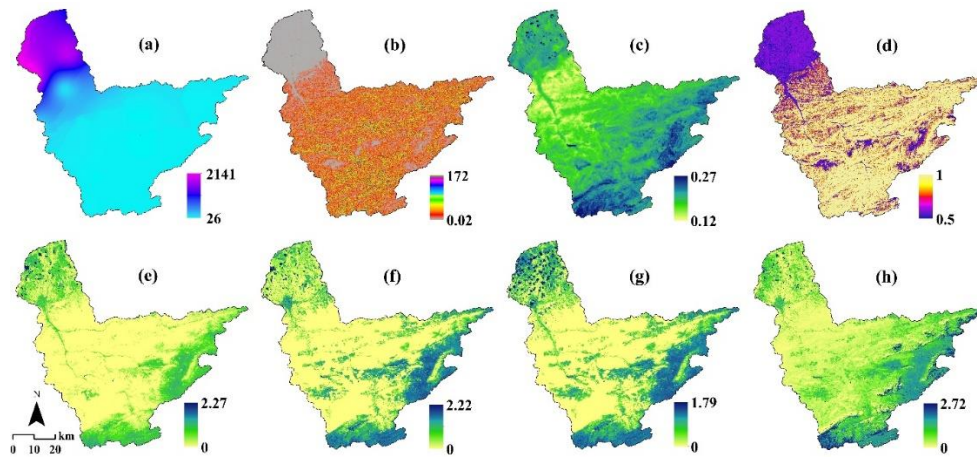 (a) (b) (c) (d)
2141 172 0.27 1
26 0.02 0.12 0.5
(e) (f) (g) (h)
N
2.27 2.22 1.79 2.72
0 0 0 0
0 10 20 km